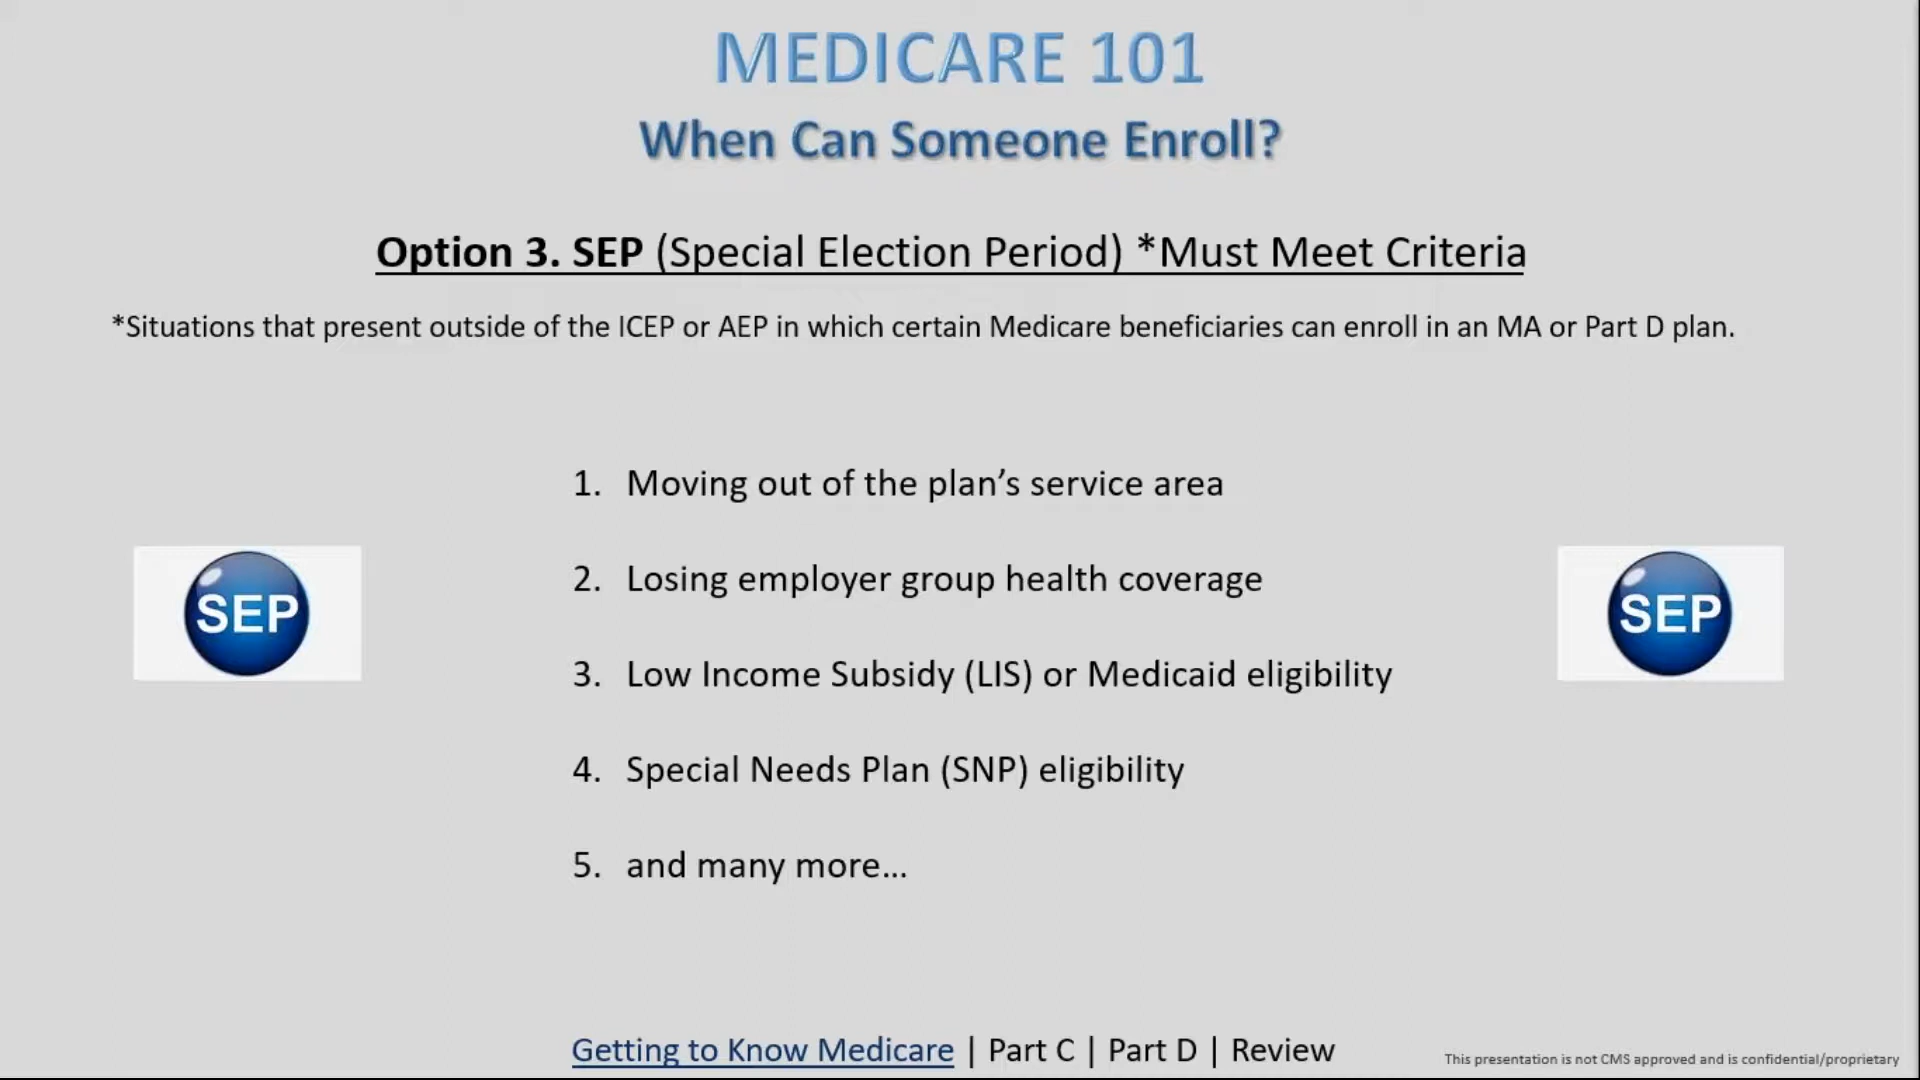 MEDICARE 101
When Can Someone Enroll?
Option 3. SEP (Special Election Period) *Must Meet Criteria
*Situations that present outside of the ICEP or AEP in which certain Medicare beneficiaries can enroll in an MA or Part D plan.
1. Moving out of the plan’s service area
2. Losing employer group health coverage
SEP
SEP
3. Low Income Subsidy (LIS) or Medicaid eligibility
4. Special Needs Plan (SNP) eligibility
5. and many more…
Getting to Know Medicare | Part C | Part D | Review
This presentation is not CMS approved and is confidential/proprietary